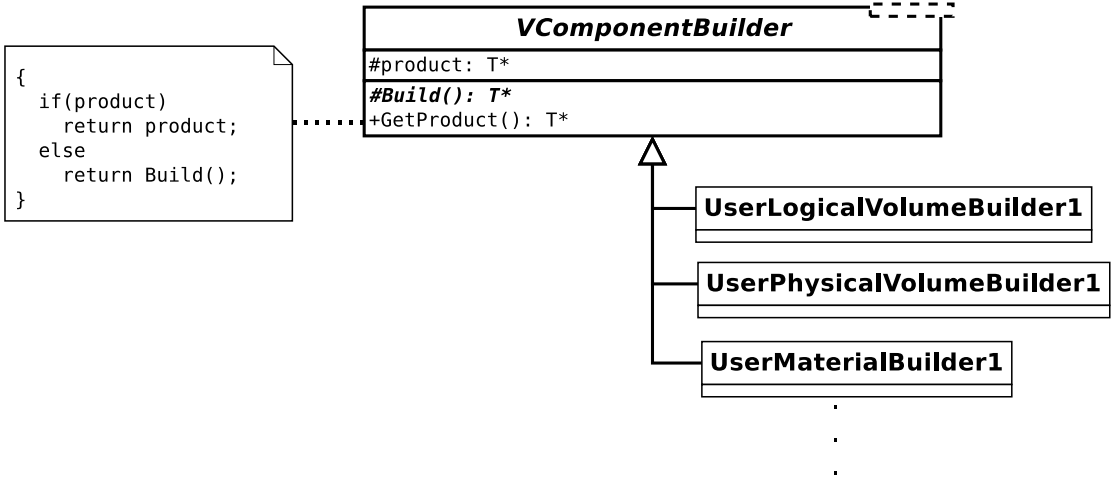 VComponentBuilder
#product: T*
#Build(): T*
+GetProduct(): T*
{
if(product)
return product;
else
return Build();
}
UserLogicalVolumeBuilder1
UserPhysicalVolumeBuilder1
UserMaterialBuilder1